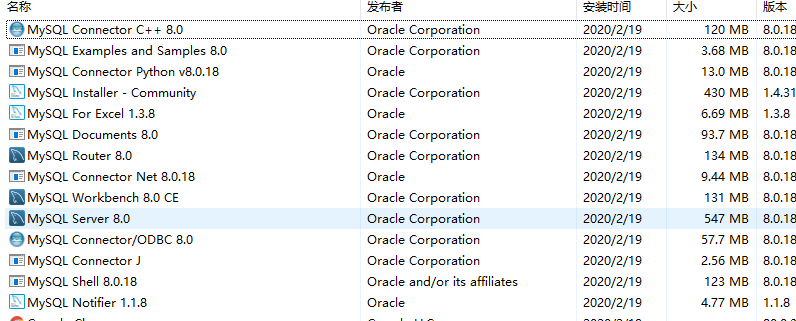 名称 发布者 安装时间 大小 版本
MySQL Connector C++ 8.0 Oracle Corporation 2020/2/19 120 MB 8.0.18
MySQL Examples and Samples 8.0 Oracle Corporation 2020/2/19 3.68 MB 8.0.18
MySQL Connector Python v8.0.18 Oracle 2020/2/19 13.0 MB 8.0.18
MySQL Installer - Community Oracle Corporation 2020/2/19 430 MB 1.4.31
MySQL For Excel 1.3.8 Oracle 2020/2/19 6.69 MB 1.3.8
MySQL Documents 8.0 Oracle Corporation 2020/2/19 93.7 MB 8.0.18
MySQL Router 8.0 Oracle Corporation 2020/2/19 134 MB 8.0.18
MySQL Connector Net 8.0.18 Oracle 2020/2/19 9.44 MB 8.0.18
MySQL Workbench 8.0 CE Oracle Corporation 2020/2/19 131 MB 8.0.18
MySQL Server 8.0 Oracle Corporation 2020/2/19 547 MB 8.0.18
MySQL Connector/ODBC 8.0 Oracle Corporation 2020/2/19 57.7 MB 8.0.18
MySQL Connector J Oracle Corporation 2020/2/19 2.56 MB 8.0.18
MySQL Shell 8.0.18 Oracle and/or its affiliates 2020/2/19 123 MB 8.0.18
MySQL Notifier 1.1.8 Oracle 2020/2/19 4.77 MB 1.1.8